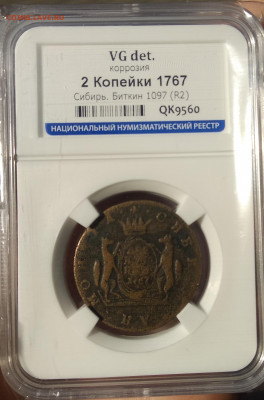 VG det.
коррозия
2 Копейки 1767
Сибирь. Биткин 1097 (R2)
QK9560
НАЦИОНАЛЬНЫЙ НУМИЗМАТИЧЕСКИЙ РЕЕСТР